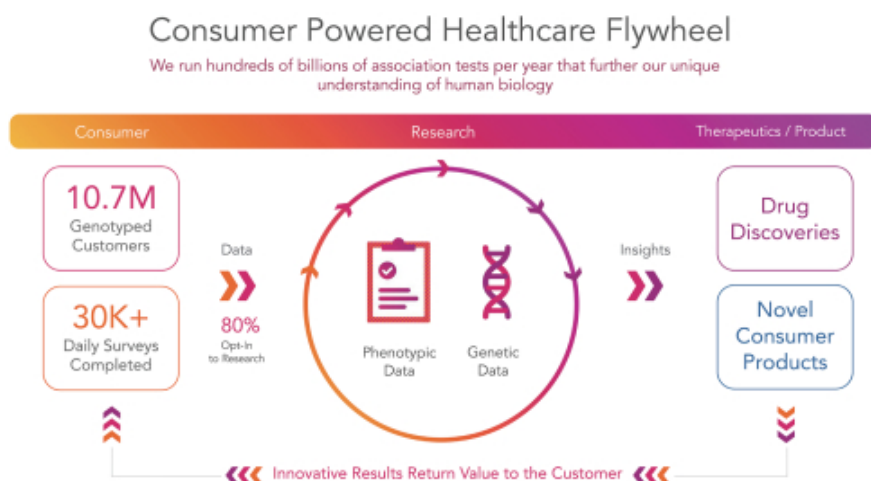 Consumer Powered Healthcare Flywheel
We run hundreds of billions of association tests per year that further our unique
understanding of human biology
Consumer
Research
Therapeutics / Product
10.7M
Genotyped
Customers
30K+
Daily Surveys
Completed
Data
80%
Opt-In
to Research
Phenotypic
Data
Genetic
Data
Insights
Drug
Discoveries
Novel
Consumer
Products
Innovative Results Return Value to the Customer